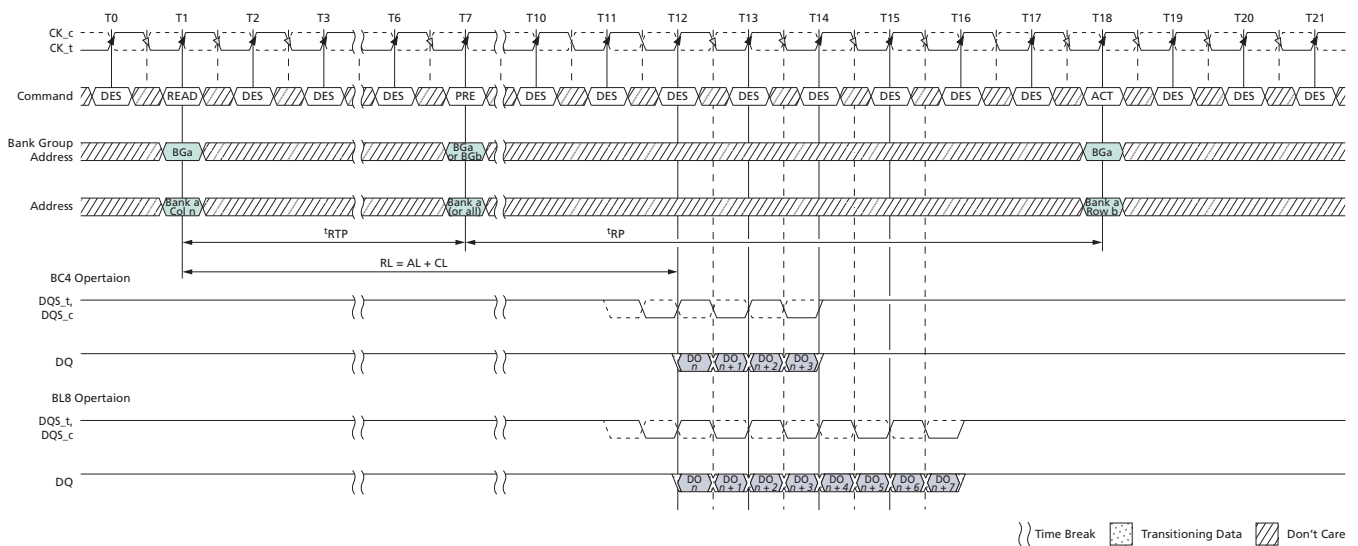 T0 T1 T2 T3 T6 T7 T10 T11 T12 T13 T14 T15 T16 T17 T18 T19 T20 T21
CK_c
CK_t
Command DES READ DES DES DES PRE DES DES DES DES DES DES DES DES ACT DES DES DES
Bank Group
Address
BGa
BGa
or BGb
BGa
Address
Bank a
Col n
Bank a
(or all)
Bank a
Row b
tRTP tRP
RL = AL + CL
BC4 Opertaion
DQS_t,
DQS_c
DQ
DO
n
DO
n + 1
DO
n + 2
DO
n + 3
BL8 Opertaion
DQS_t,
DQS_c
DQ
DO
n
DO
n + 1
DO
n + 2
DO
n + 3
DO
n + 4
DO
n + 5
DO
n + 6
DO
n + 7
Time Break Transitioning Data Don't Care